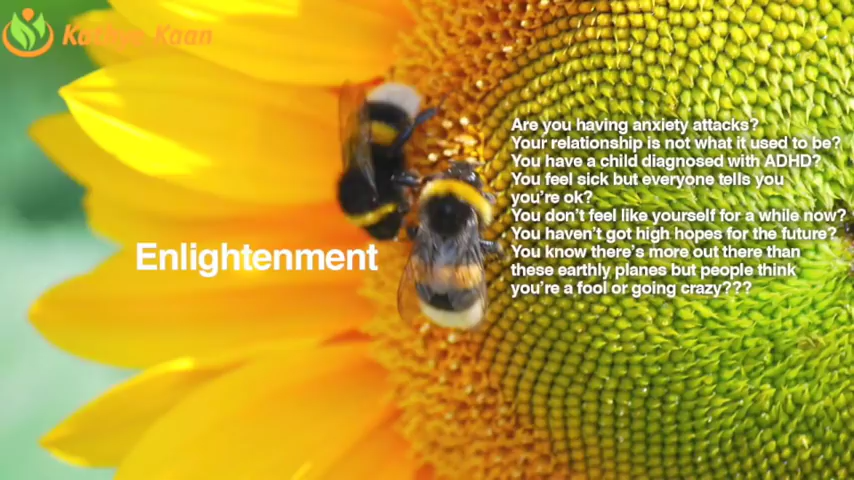 Kathye Kaan
Are you having anxiety attacks?
Your relationship is not what it used to be?
You have a child diagnosed with ADHD?
You feel sick but everyone tells you
you're ok?
You don't feel like yourself for a while now?
You haven't got high hopes for the future?
You know there's more out there than
these earthly planes but people think
you're a fool or going crazy???
Enlightenment